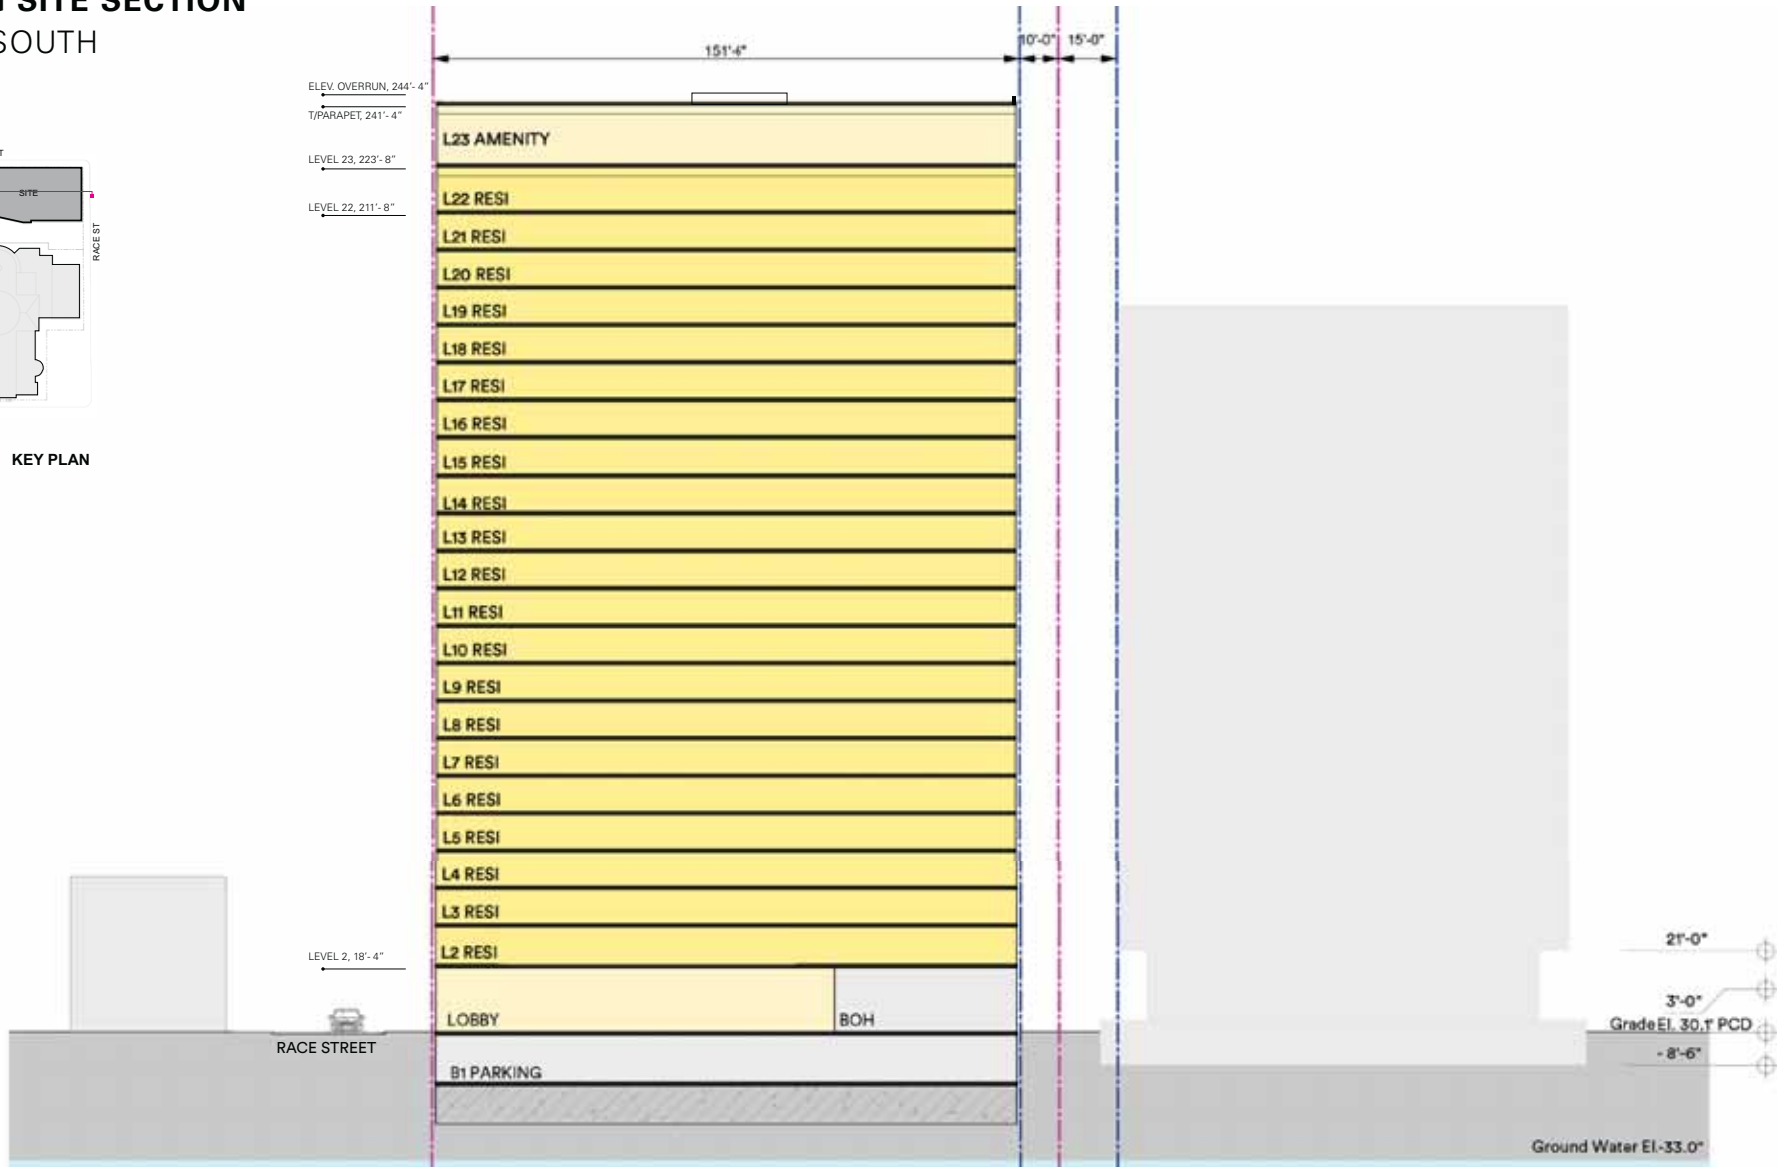 SITE SECTION
SOUTH
151'-4"
10'-0"
15'-0"
ELEV. OVERRUN, 244'- 4"
T/PARAPET, 241'- 4"
L23 AMENITY
LEVEL 23, 223'- 8"
SITE
L22 RESI
LEVEL 22, 211'- 8"
RACE ST
L21 RESI
L20 RESI
L19 RESI
L18 RESI
L17 RESI
L16 RESI
KEY PLAN
L15 RESI
L14 RESI
L13 RESI
L12 RESI
L11 RESI
L10 RESI
L9 RESI
L8 RESI
L7 RESI
L6 RESI
L5 RESI
L4 RESI
L3 RESI
21'-0"
L2 RESI
LEVEL 2, 18'- 4"
3'-0"
LOBBY
BOH
Grade El. 30.1' PCD
RACE STREET
- 8'-6"
B1 PARKING
Ground Water El.-33.0"